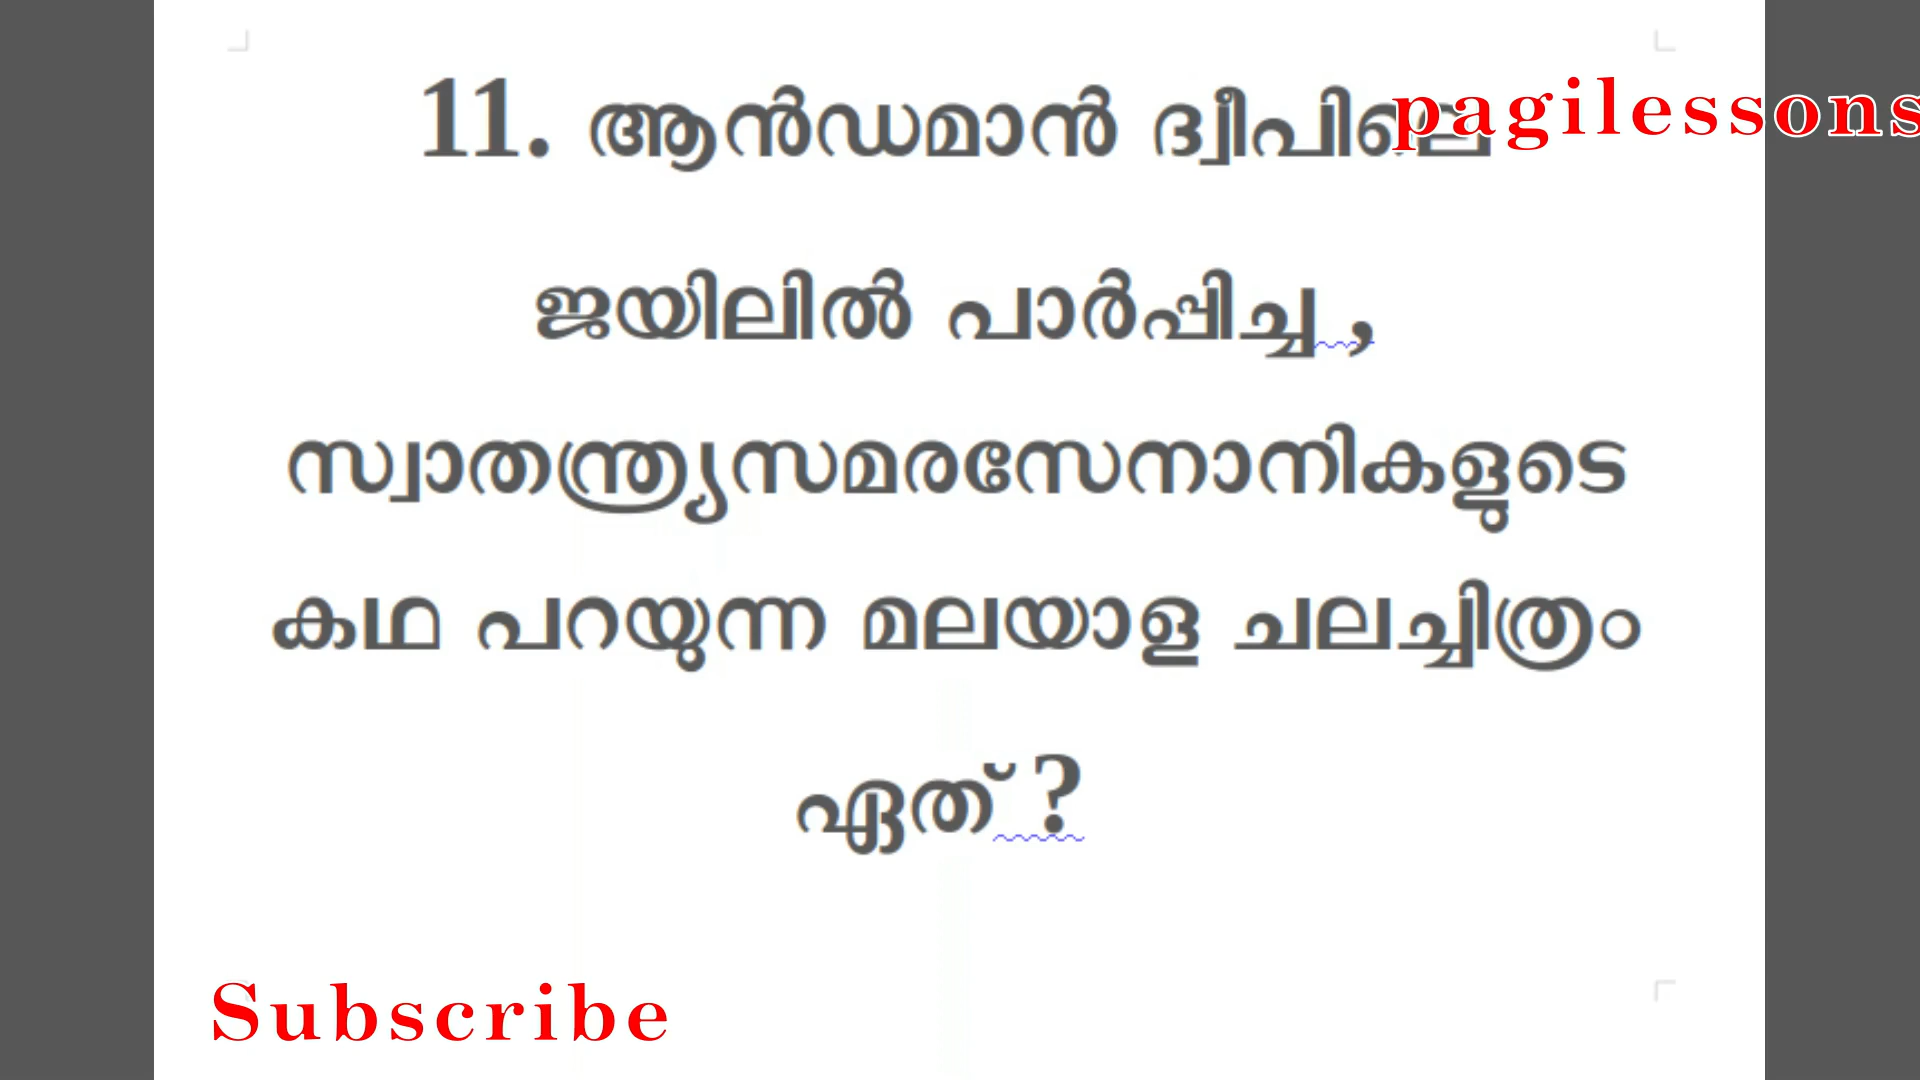 11. ആൻഡമാൻ ദ്വീപിലെ
pagilessons
ജയിലിൽ പാർപ്പിച്ച ,
സ്വാതന്ത്ര്യസമരസേനാനികളുടെ
കഥ പറയുന്ന മലയാള ചലച്ചിത്രം
ഏത് ?
Subscribe